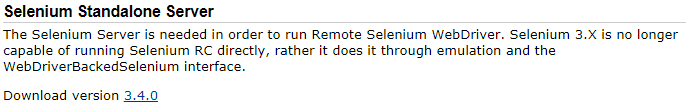 Selenium Standalone Server
The Selenium Server is needed in order to run Remote Selenium WebDriver. Selenium 3.X is no longer
capable of running Selenium RC directly, rather it does it through emulation and the
WebDriverBackedSelenium interface.
Download version 3.4.0